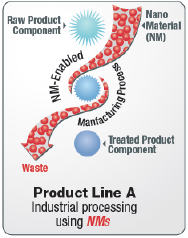 Raw Product
Component
Nano
Material
(NM)
NM-Enabled
Manfacturing Process
Treated Product
Component
Waste
Product Line A
Industrial processing
using NMs